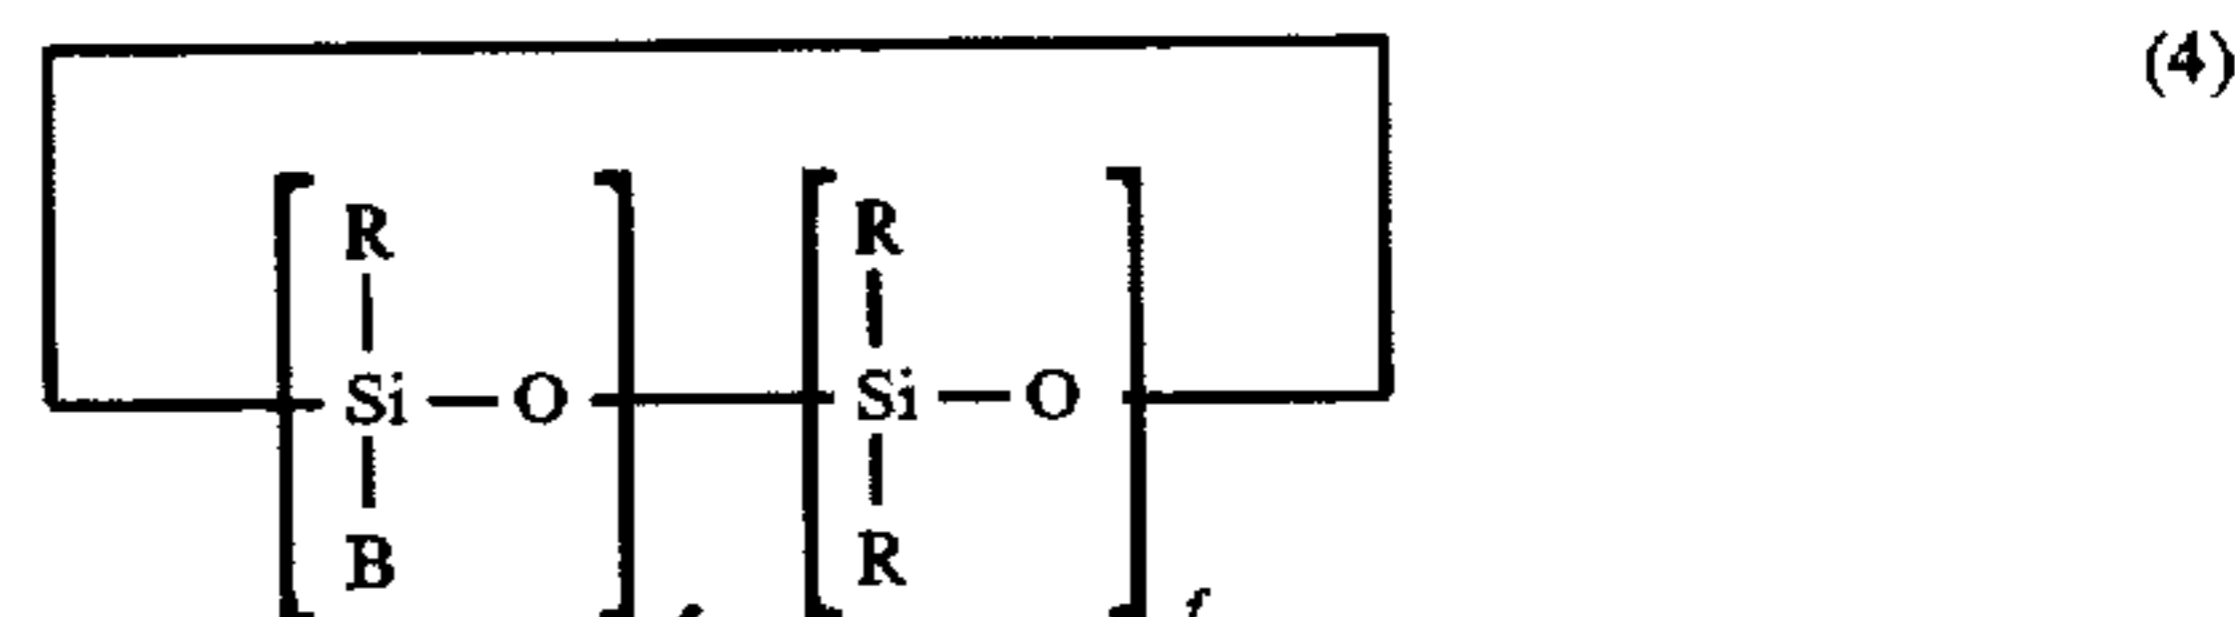 (4)
R R
Si — O Si — O
B R
f